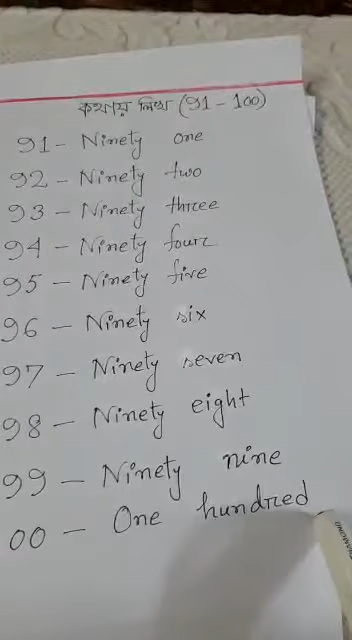 কথায় লিখ (91 - 100)
91 - Ninety one
92 - Ninety two
93 - Ninety three
94 - Ninety four
95 - Ninety five
96 - Ninety six
97 - Ninety seven
98 - Ninety eight
99 - Ninety nine
00 - One hundred
DIAMOND